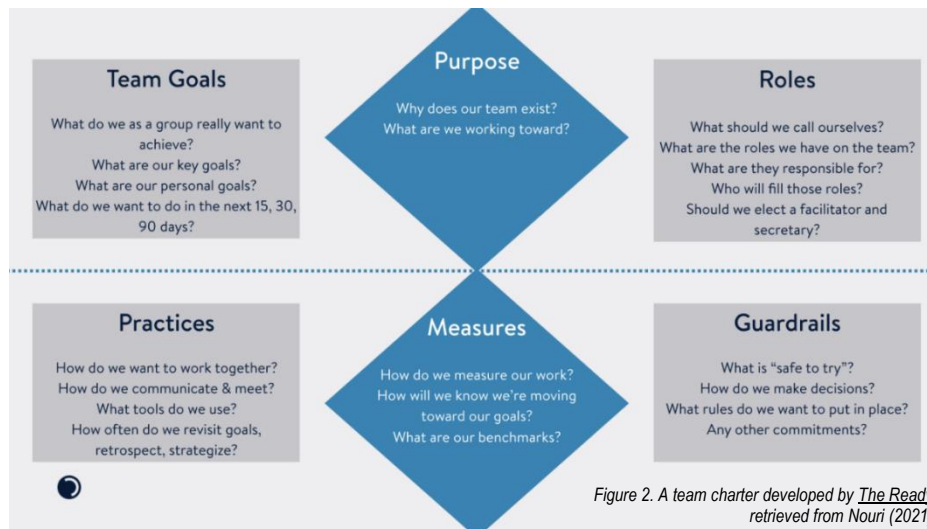 Team Goals
What do we as a group really want to
achieve?
What are our key goals?
What are our personal goals?
What do we want to do in the next 15, 30,
90 days?
Purpose
Why does our team exist?
What are we working toward?
Roles
What should we call ourselves?
What are the roles we have on the team?
What are they responsible for?
Who will fill those roles?
Should we elect a facilitator and
secretary?
Practices
How do we want to work together?
How do we communicate & meet?
What tools do we use?
How often do we revisit goals,
retrospect, strategize?
Measures
How do we measure our work?
How will we know we're moving
toward our goals?
What are our benchmarks?
Guardrails
What is "safe to try"?
How do we make decisions?
What rules do we want to put in place?
Any other commitments?
Figure 2. A team charter developed by The Read
retrieved from Nouri (2021